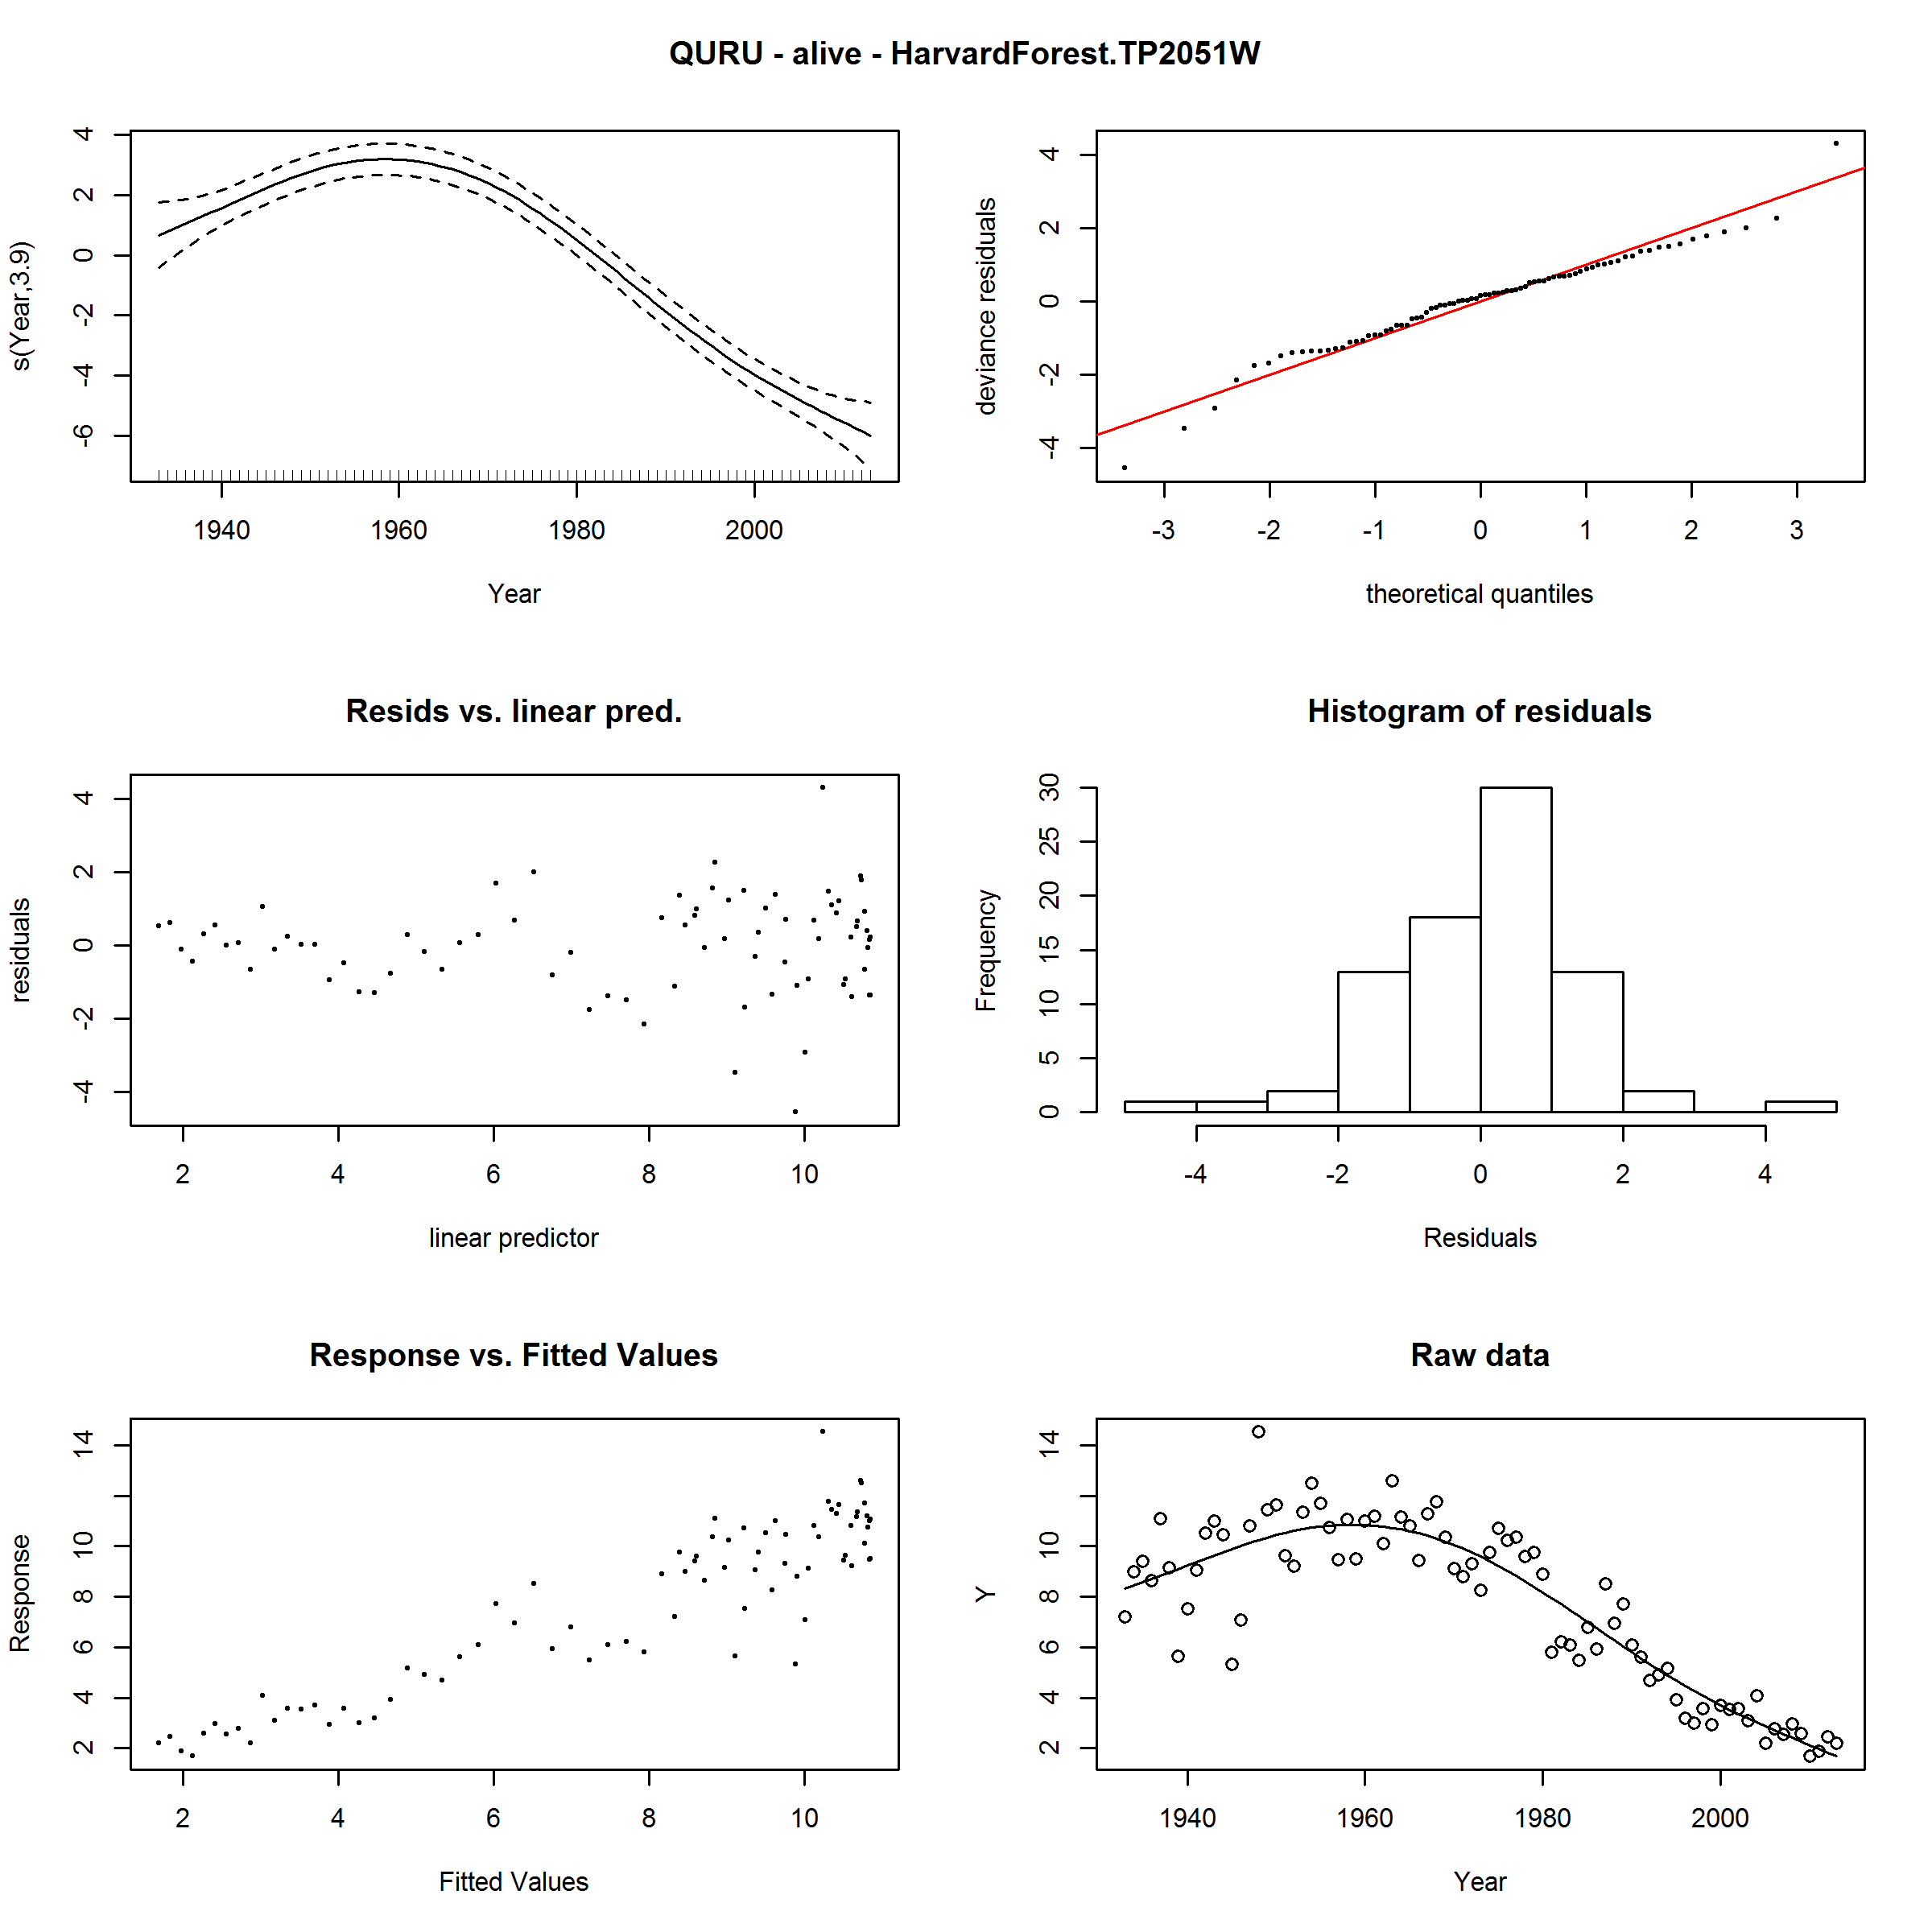 QURU - alive - HarvardForest.TP2051W
s(Year,3.9)
4
2
0
-2
-4
-6
1940 1960 1980 2000
Year
deviance residuals
4
2
0
-2
-4
-3 -2 -1 0 1 2 3
theoretical quantiles
Resids vs. linear pred.
residuals
4
2
0
-2
-4
2 4 6 8 10
linear predictor
Histogram of residuals
Frequency
30
25
20
15
10
5
0
-4 -2 0 2 4
Residuals
Response vs. Fitted Values
Response
14
10
8
6
4
2
2 4 6 8 10
Fitted Values
Raw data
Y
14
10
8
6
4
2
1940 1960 1980 2000
Year